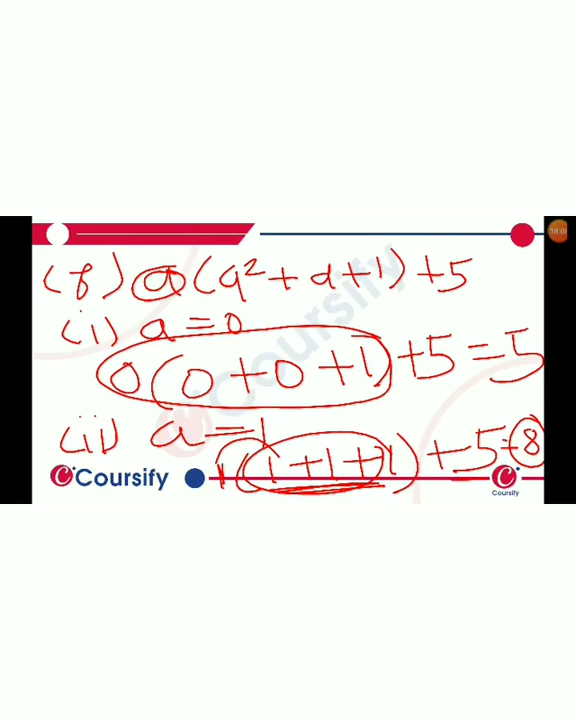 (b) a(a² + a + 1) + 5
(i) a = 0
0(0 + 0 + 1) + 5 = 5
(ii) a = 1
1(1 + 1 + 1) + 5 = 8
Coursify
Coursify
Coursify